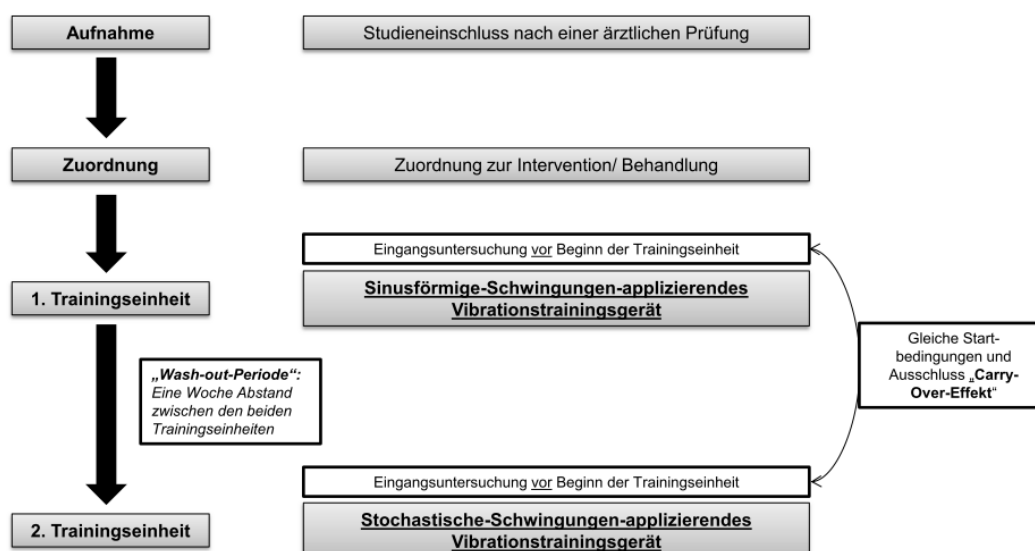 Aufnahme
Studieneinschluss nach einer ärztlichen Prüfung
Zuordnung
Zuordnung zur Intervention/ Behandlung
Eingangsuntersuchung vor Beginn der Trainingseinheit
1. Trainingseinheit
Sinusförmige-Schwingungen-applizierendes
Vibrationstrainingsgerät
„Wash-out-Periode“:
Eine Woche Abstand
zwischen den beiden
Trainingseinheiten
Gleiche Start-
bedingungen und
Ausschluss „Carry-
Over-Effekt“
Eingangsuntersuchung vor Beginn der Trainingseinheit
2. Trainingseinheit
Stochastische-Schwingungen-applizierendes
Vibrationstrainingsgerät